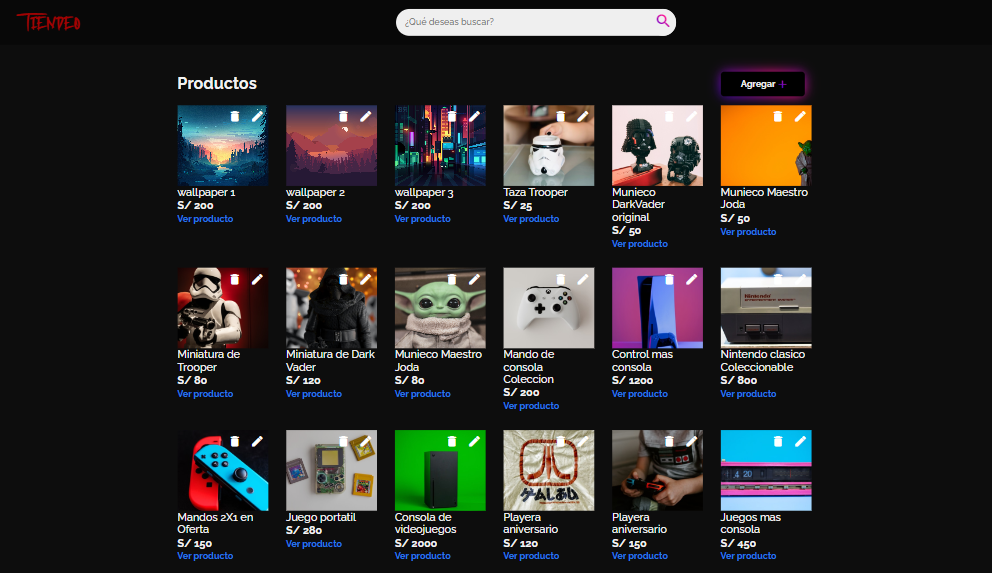 TIENDEO
¿Qué deseas buscar?
Productos
Agregar +
wallpaper 1
S/ 200
Ver producto
wallpaper 2
S/ 200
Ver producto
wallpaper 3
S/ 200
Ver producto
Taza Trooper
S/ 25
Ver producto
Munieco
DarkVader
original
S/ 50
Ver producto
Munieco Maestro
Joda
S/ 50
Ver producto
Miniatura de
Trooper
S/ 80
Ver producto
Miniatura de Dark
Vader
S/ 120
Ver producto
Munieco Maestro
Joda
S/ 80
Ver producto
Mando de
consola
Coleccion
S/ 200
Ver producto
Control mas
consola
S/ 1200
Ver producto
Nintendo
Nintendo clasico
Coleccionable
S/ 800
Ver producto
Mandos 2X1 en
Oferta
S/ 150
Ver producto
Juego portatil
S/ 280
Ver producto
Consola de
videojuegos
S/ 2000
Ver producto
Playera
aniversario
S/ 120
Ver producto
Playera
aniversario
S/ 150
Ver producto
4 20
Juegos mas
consola
S/ 450
Ver producto